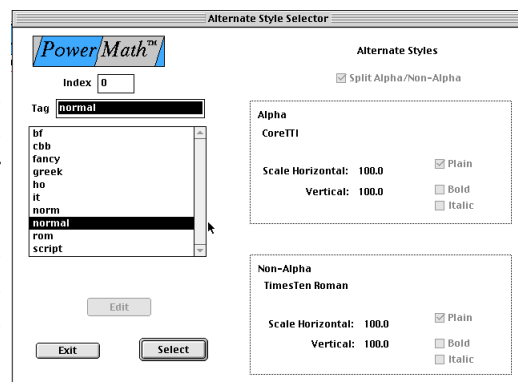 Alternate Style Selector
Power Math™
Index 0
Tag normal
bf
cbb
fancy
greek
ho
it
norm
normal
rom
script
Edit
Exit
Select
Alternate Styles
Split Alpha/Non-Alpha
Alpha
CoreTTI
Scale Horizontal: 100.0
Vertical: 100.0
Plain
Bold
Italic
Non-Alpha
TimesTen Roman
Scale Horizontal: 100.0
Vertical: 100.0
Plain
Bold
Italic